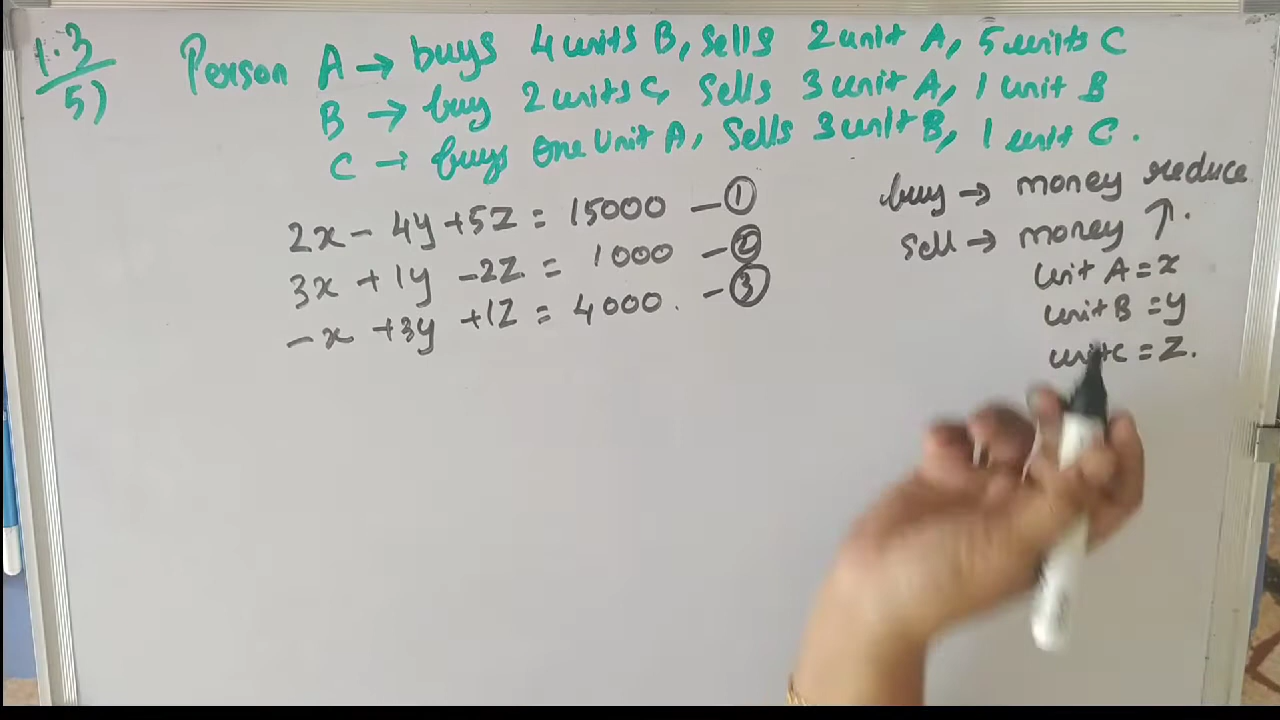 1.3
5)
Person A → buys 4 units B, sells 2 unit A, 5 units C
B → buy 2 units C, sells 3 unit A, 1 unit B
C → buys one unit A, sells 3 unit B, 1 unit C.
2x - 4y + 5z = 15000 - ①
3x + 1y - 2z = 1000 - ②
-x + 3y + 1z = 4000. - ③
buy → money reduce
sell → money ↑.
unit A = x
unit B = y
unit C = z.